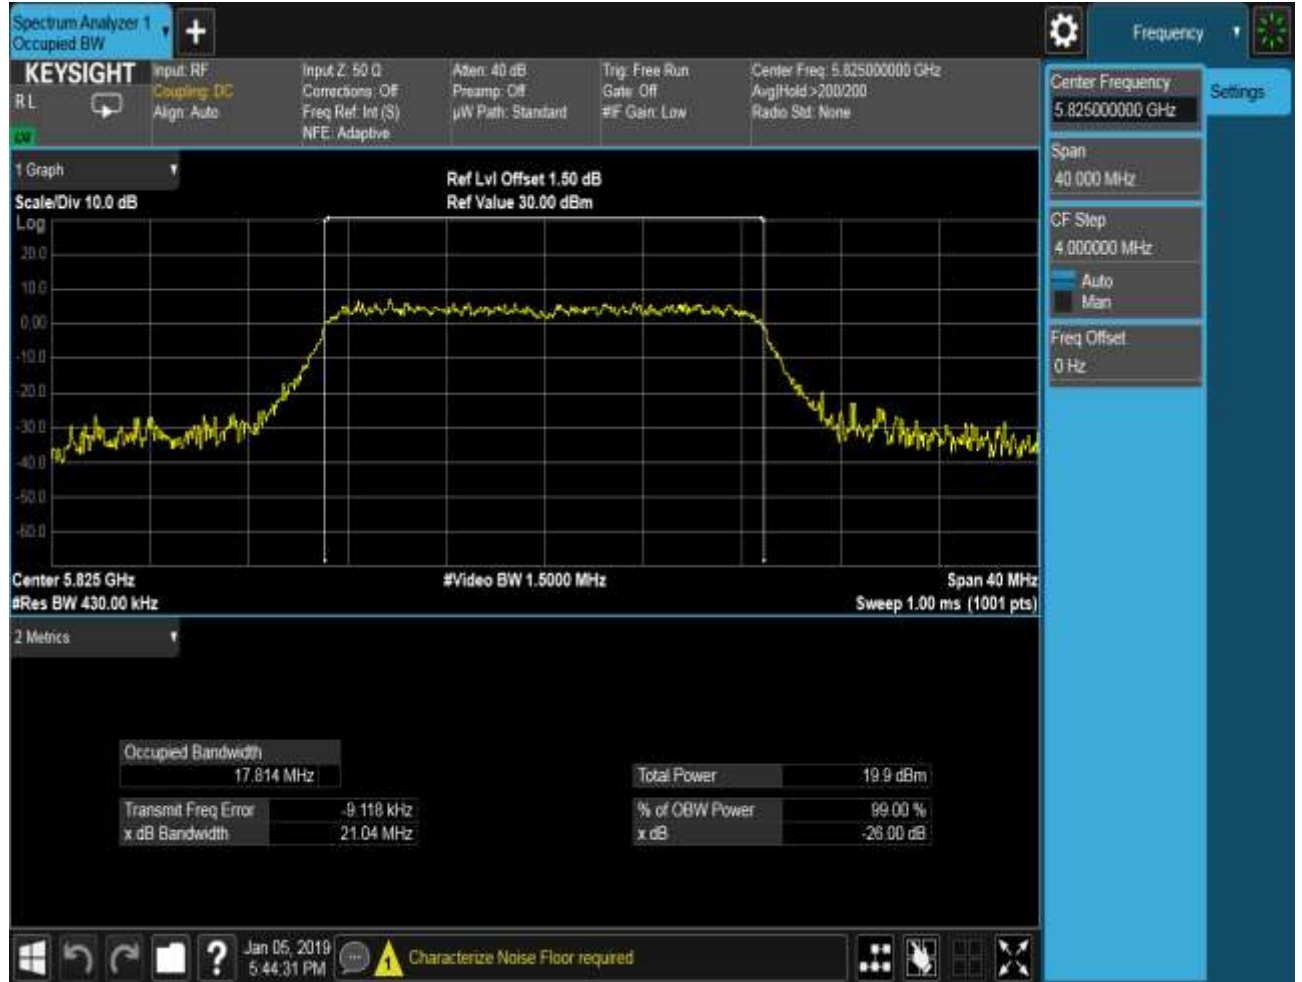 Spectrum Analyzer 1
Occupied BW
Frequency
KEYSIGHT
RL
Input: RF
Coupling: DC
Align: Auto
Input Z: 50 Ω
Corrections: Off
Freq Ref: Int (S)
NFE: Adaptive
Atten: 40 dB
Preamp: Off
µW Path: Standard
Trig: Free Run
Gate: Off
#IF Gain: Low
Center Freq: 5.825000000 GHz
Avg|Hold:>200/200
Radio Std: None
Center Frequency
5.825000000 GHz
Settings
Span
40.000 MHz
CF Step
4.000000 MHz
Auto
Man
Freq Offset
0 Hz
1 Graph
Scale/Div 10.0 dB
Ref Lvl Offset 1.50 dB
Ref Value 30.00 dBm
Log
20.0
10.0
0.00
-10.0
-20.0
-30.0
-40.0
-50.0
-60.0
Center 5.825 GHz
#Video BW 1.5000 MHz
Span 40 MHz
#Res BW 430.00 kHz
Sweep 1.00 ms (1001 pts)
2 Metrics
Occupied Bandwidth
17.814 MHz
Total Power 19.9 dBm
Transmit Freq Error -9.118 kHz
% of OBW Power 99.00 %
x dB Bandwidth 21.04 MHz
x dB -26.00 dB
?
Jan 05, 2019
5:44:31 PM
1
Characterize Noise Floor required